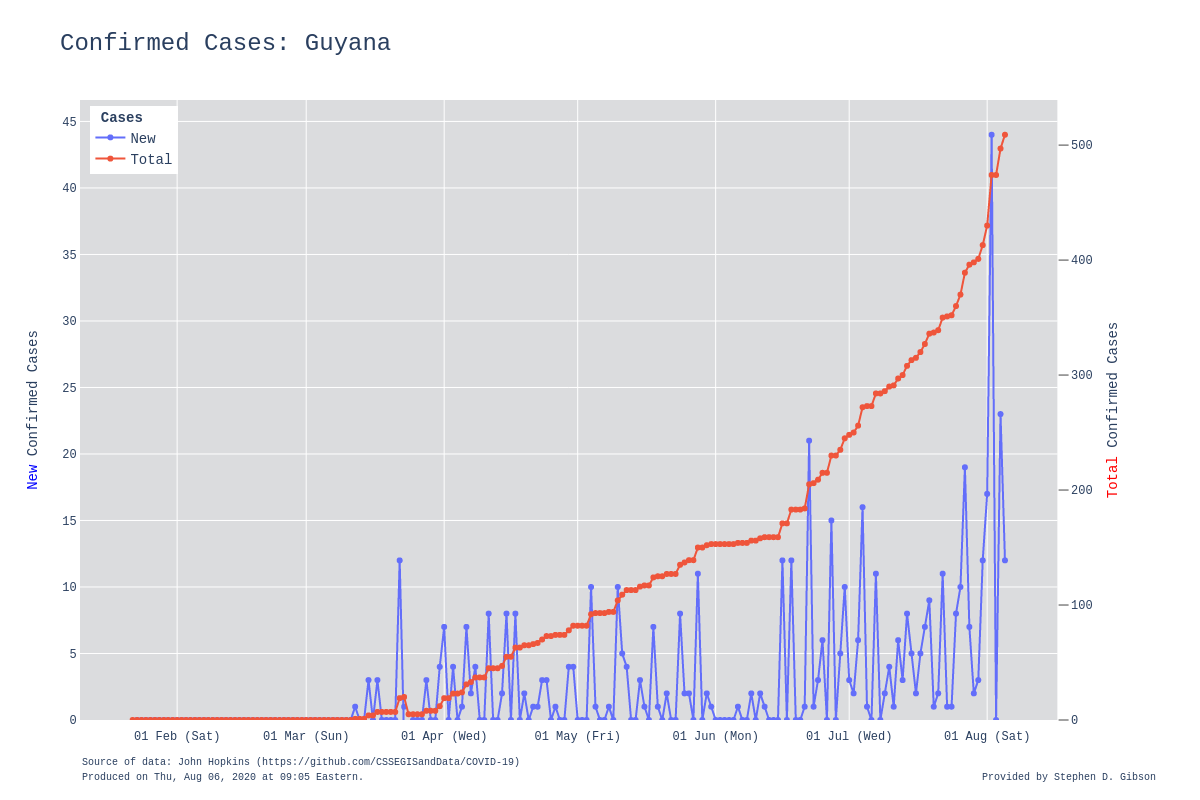 Confirmed Cases: Guyana
Cases
New
Total
45
40
35
30
25
20
15
10
5
0
New Confirmed Cases
500
400
300
200
100
0
Total Confirmed Cases
01 Feb (Sat)
01 Mar (Sun)
01 Apr (Wed)
01 May (Fri)
01 Jun (Mon)
01 Jul (Wed)
01 Aug (Sat)
Source of data: John Hopkins (https://github.com/CSSEGISandData/COVID-19)
Produced on Thu, Aug 06, 2020 at 09:05 Eastern.
Provided by Stephen D. Gibson